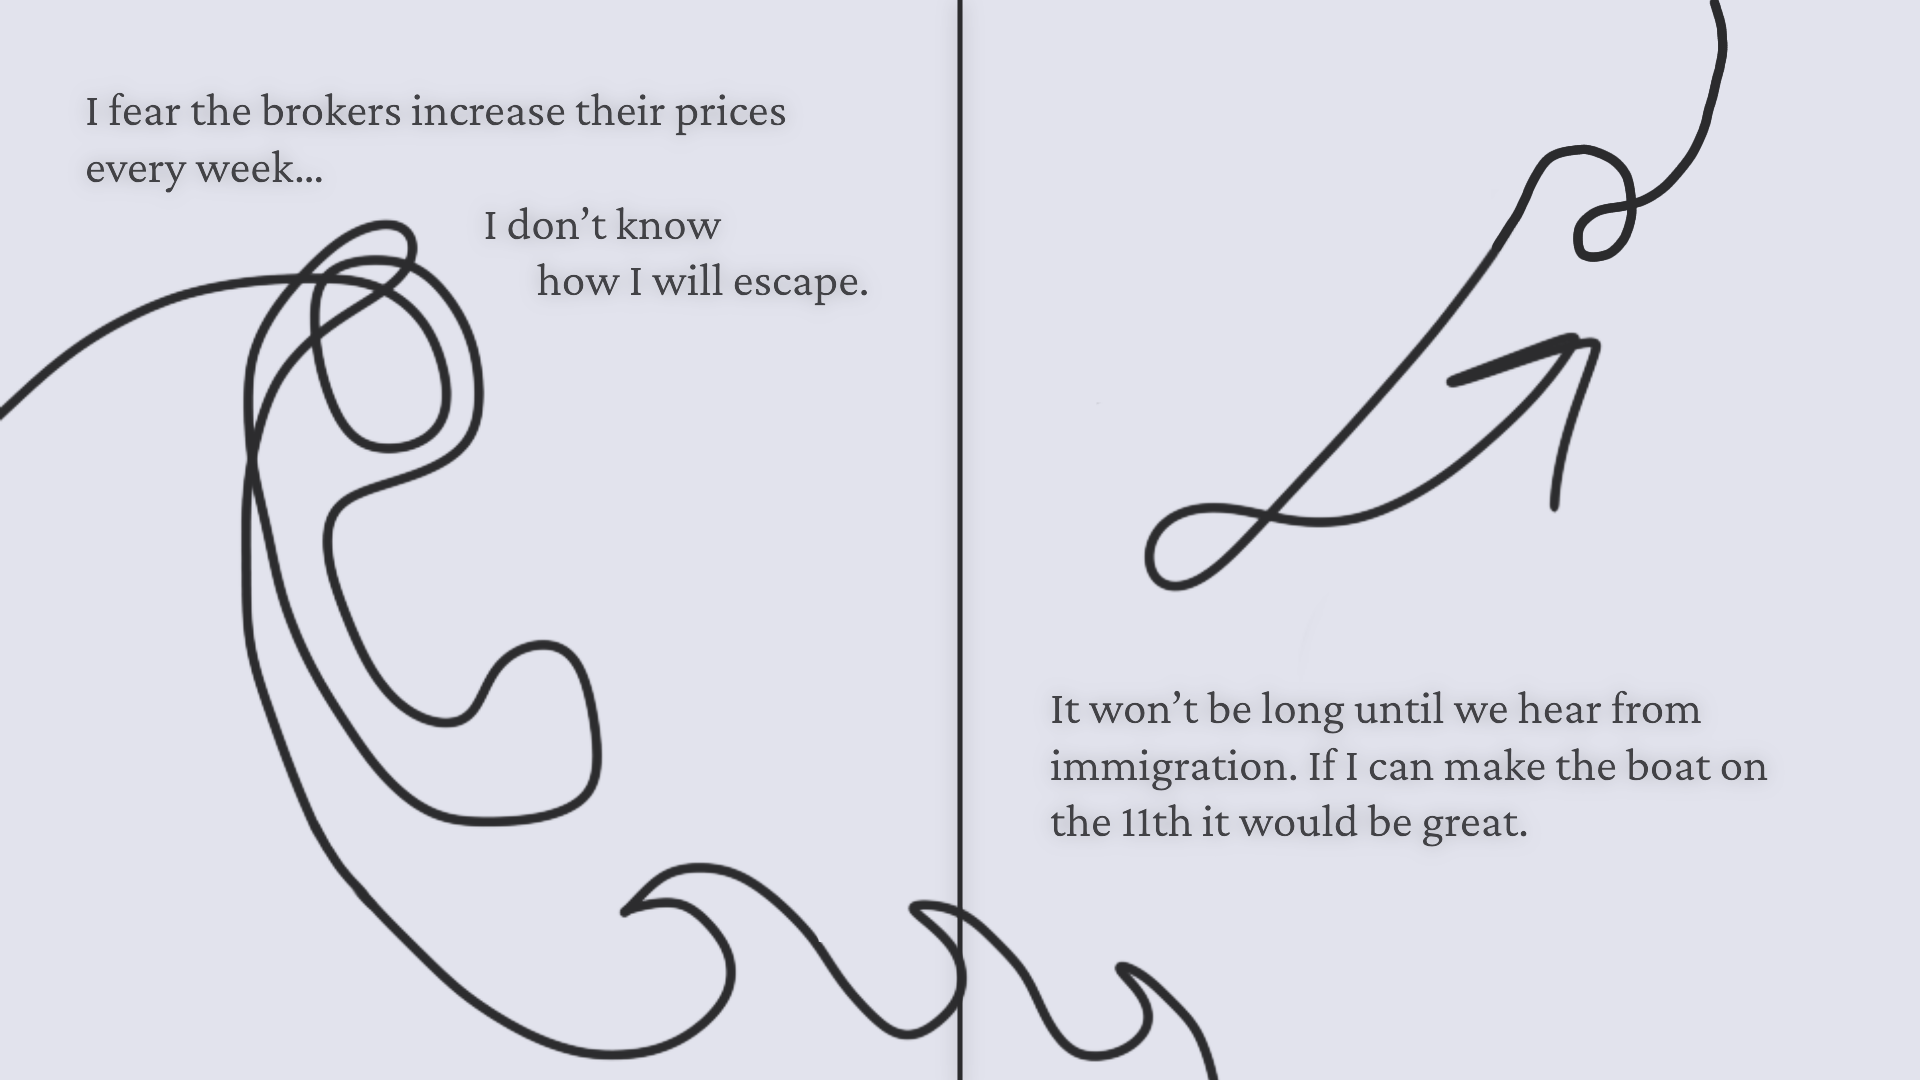 I fear the brokers increase their prices
every week...
I don’t know
how I will escape.
It won’t be long until we hear from
immigration. If I can make the boat on
the 11th it would be great.